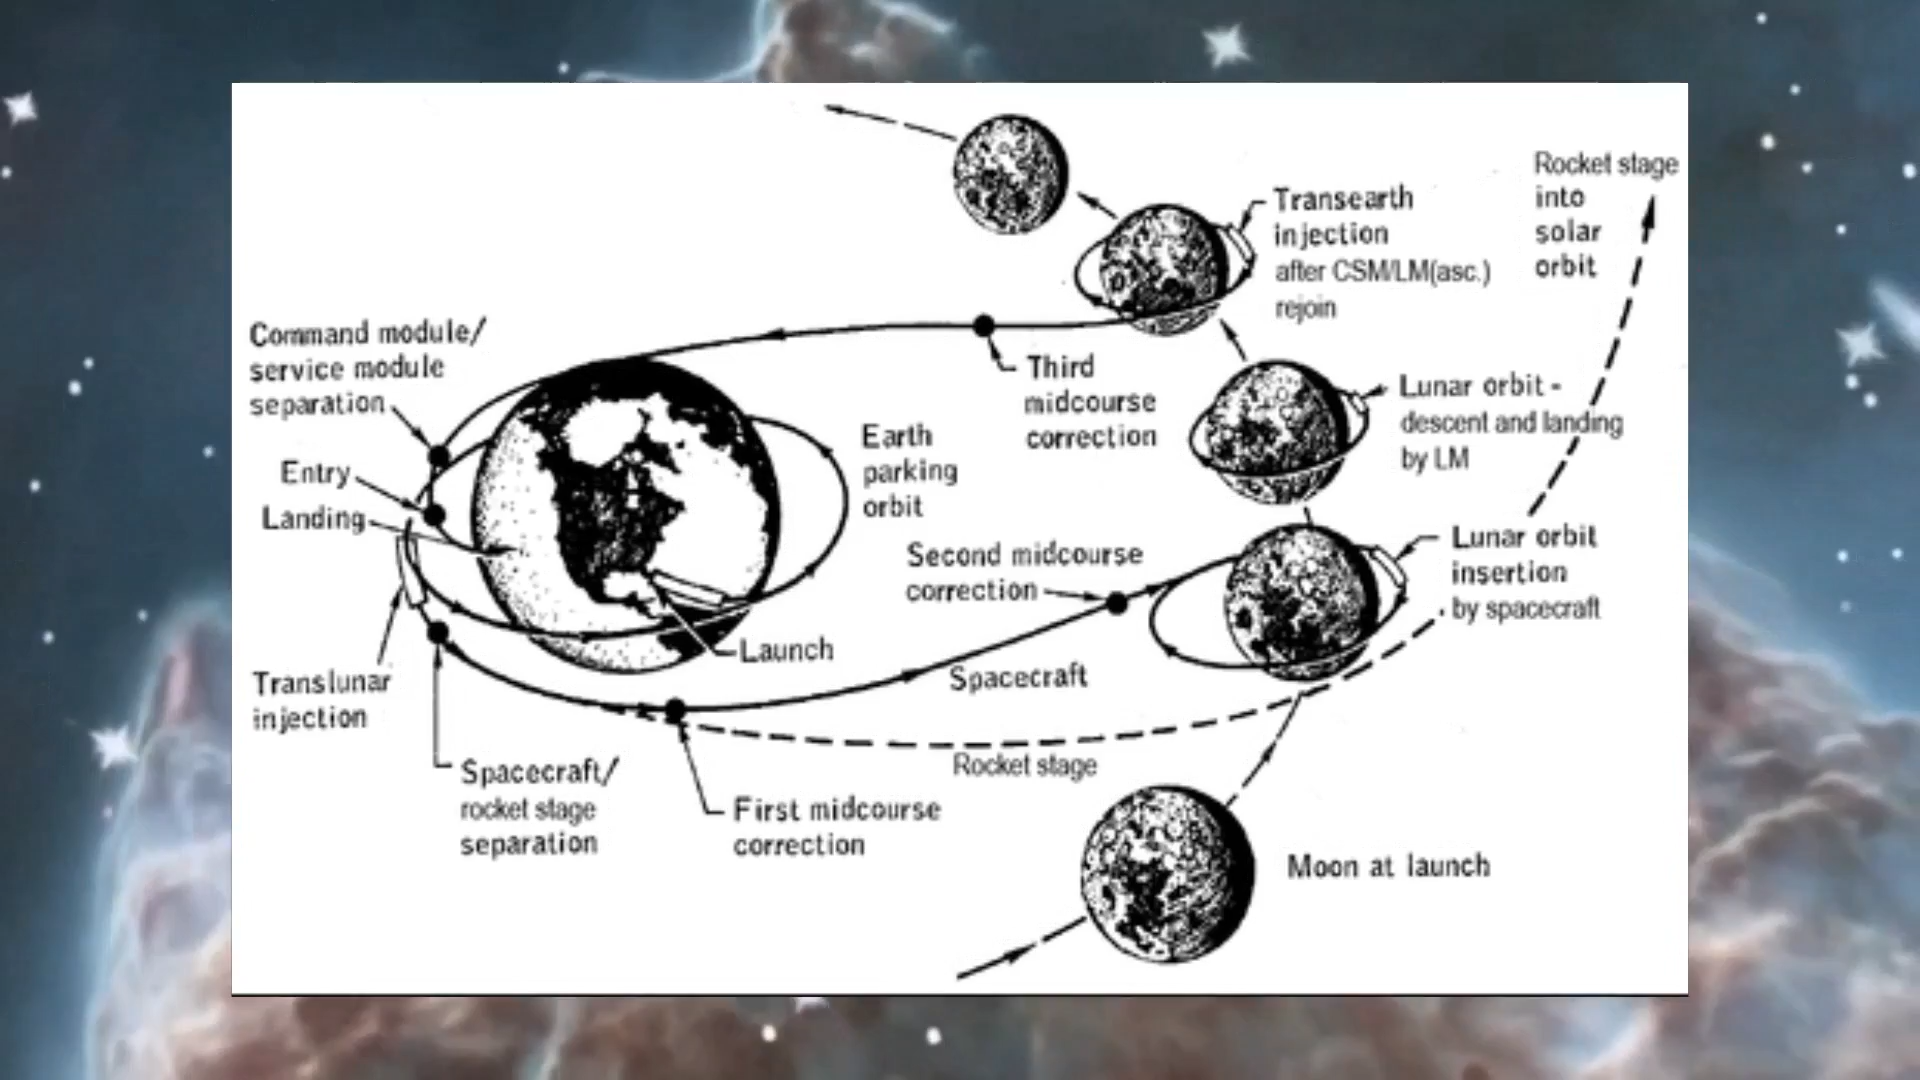 Rocket stage
into
solar
orbit
Transearth
injection
after CSM/LM(asc.)
rejoin
Command module/
service module
separation
Third
midcourse
correction
Lunar orbit -
descent and landing
by LM
Earth
parking
orbit
Entry
Landing
Second midcourse
correction
Lunar orbit
insertion
by spacecraft
Launch
Spacecraft
Translunar
injection
Rocket stage
Spacecraft/
rocket stage
separation
First midcourse
correction
Moon at launch